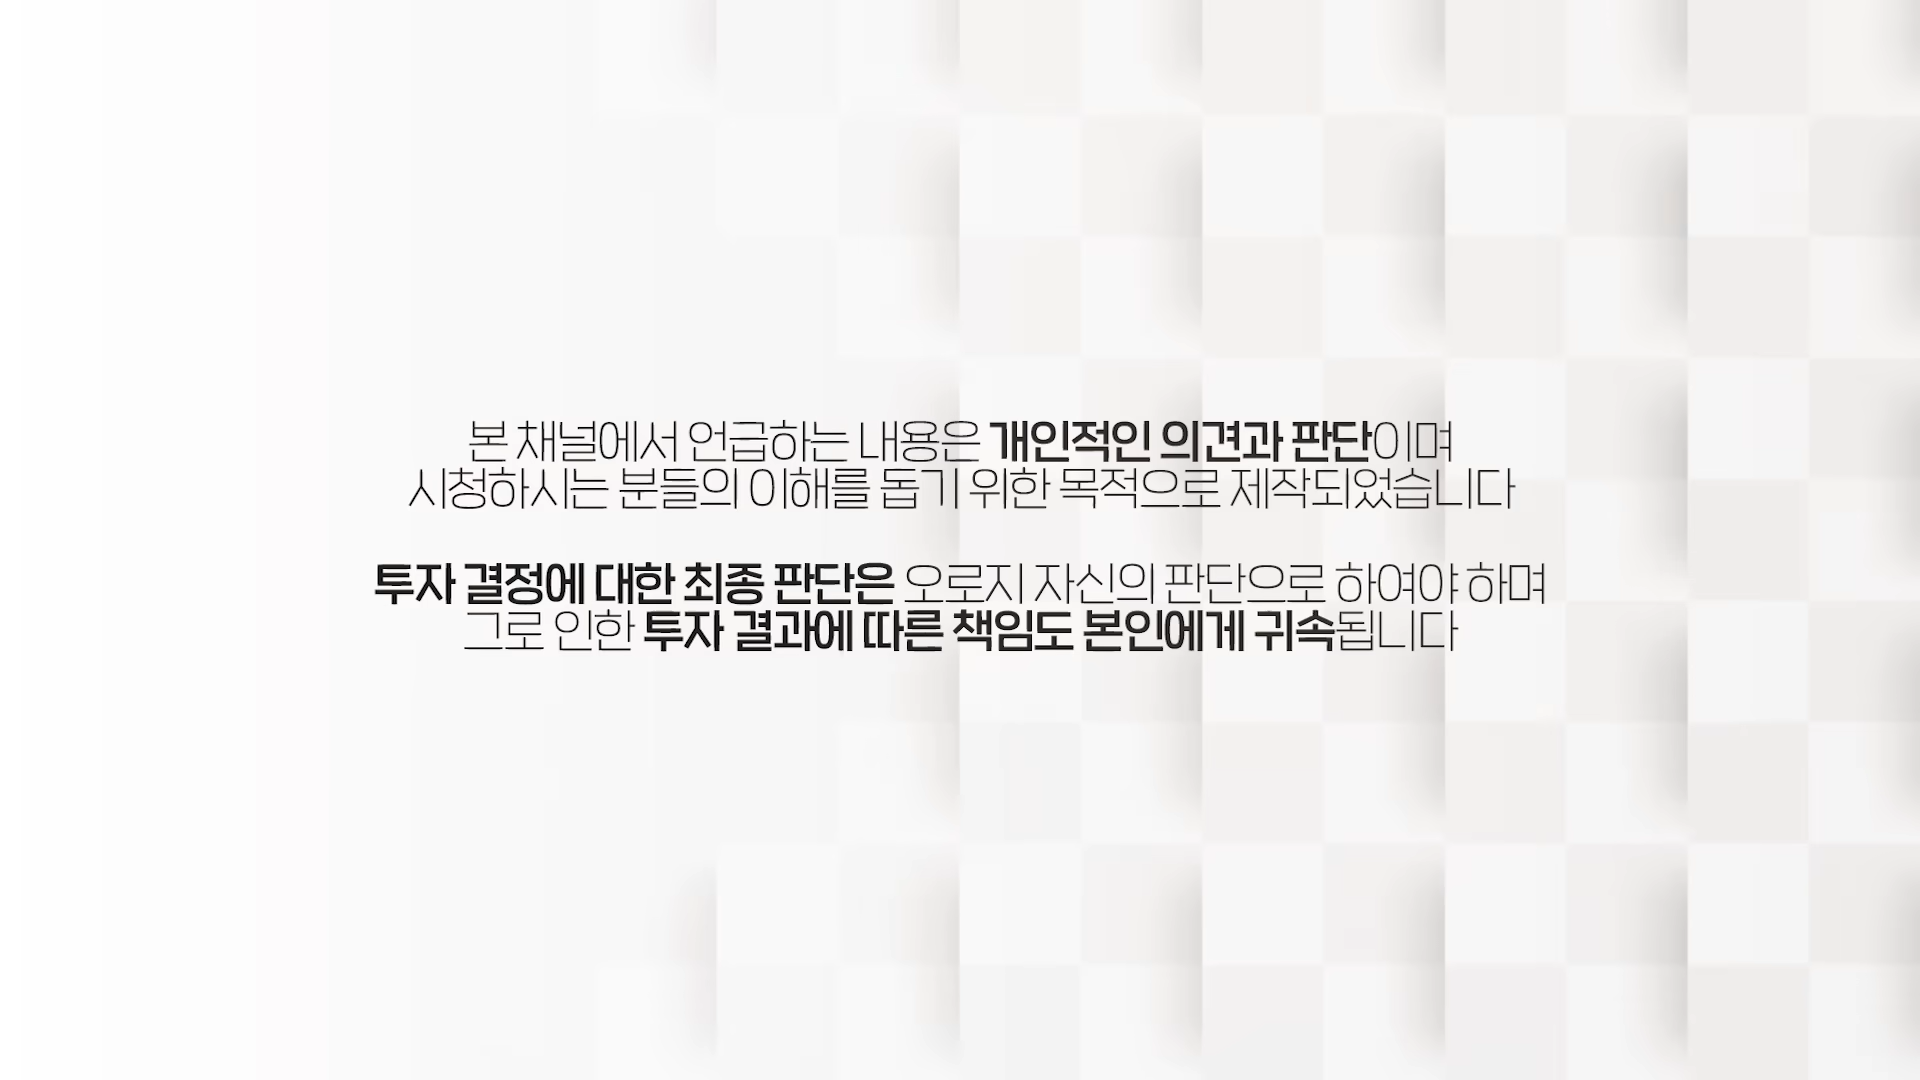 본 채널에서 언급하는 내용은 개인적인 의견과 판단이며
시청하시는 분들의 이해를 돕기 위한 목적으로 제작되었습니다
투자 결정에 대한 최종 판단은 오로지 자신의 판단으로 하여야 하며
그로 인한 투자 결과에 따른 책임도 본인에게 귀속됩니다